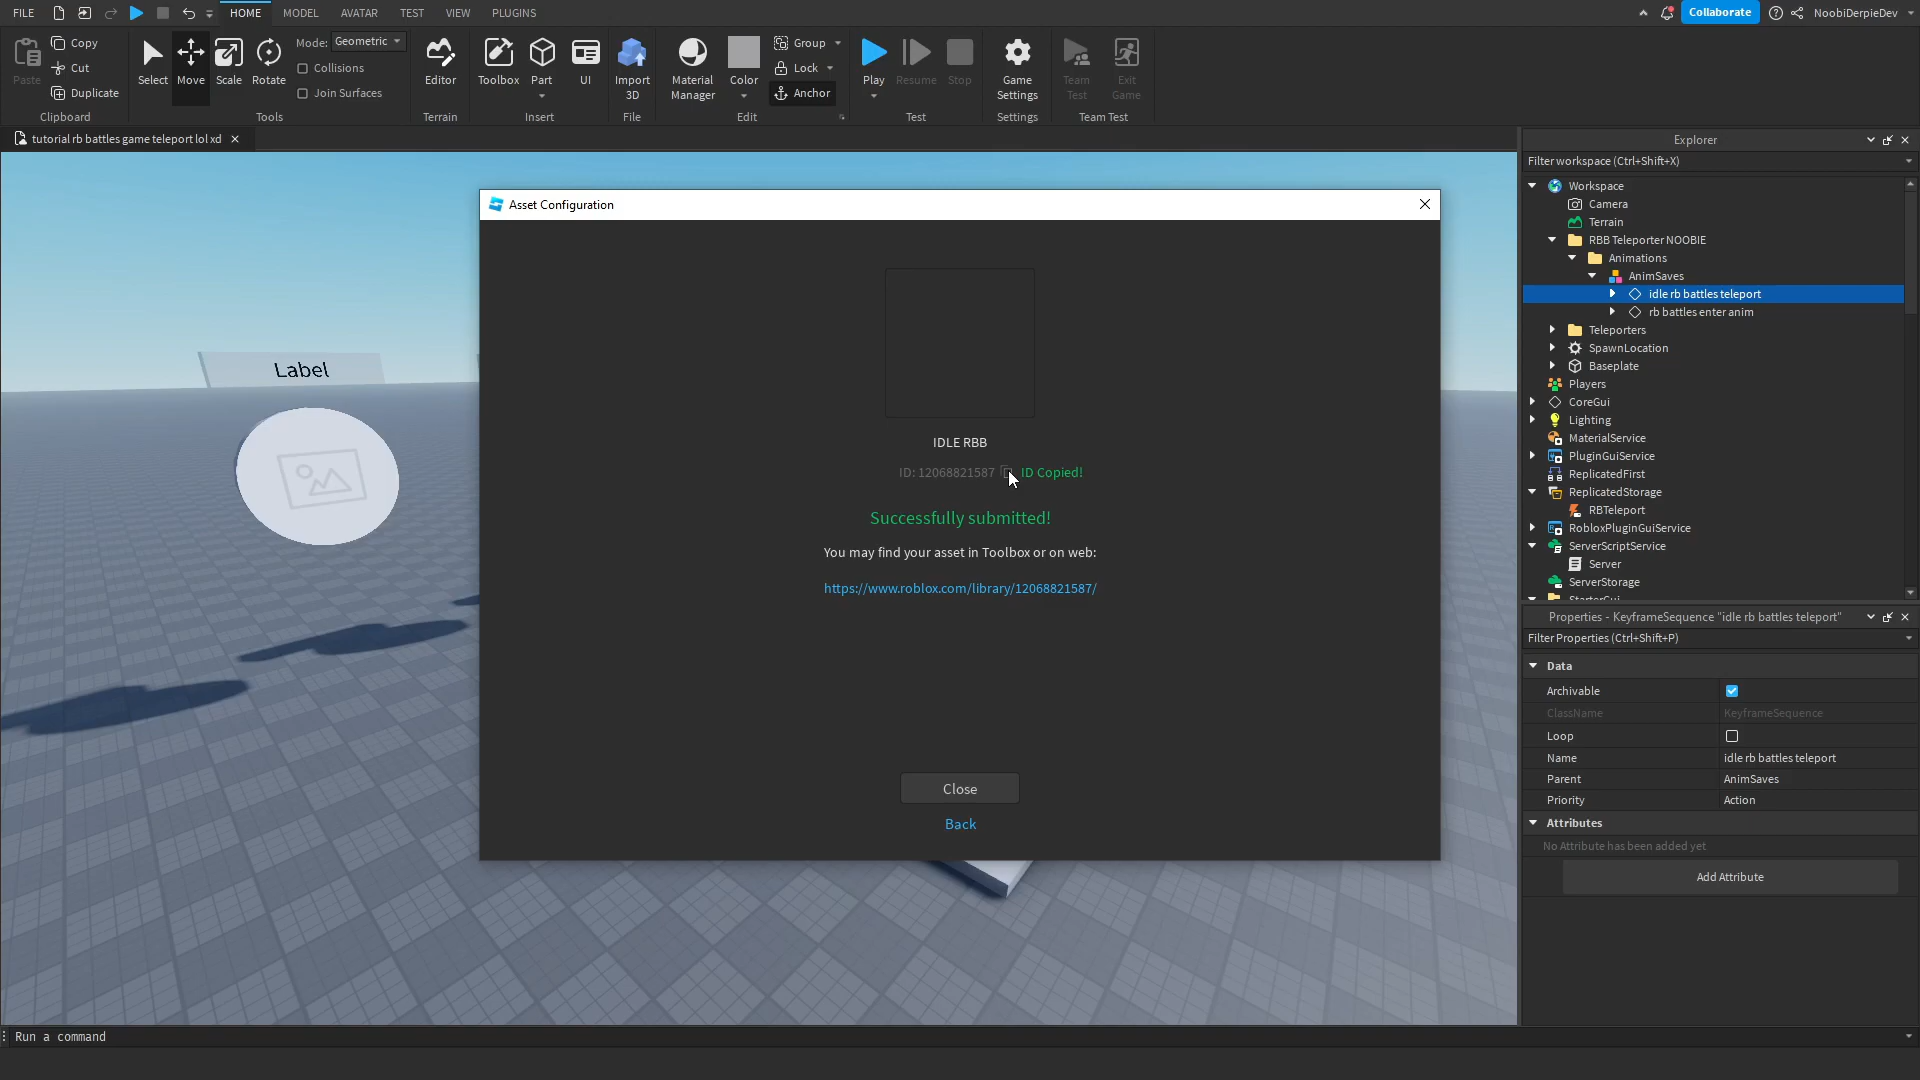 FILE
HOME
MODEL
AVATAR
TEST
VIEW
PLUGINS
Collaborate
NoobiDerpieDev
Paste
Copy
Cut
Duplicate
Clipboard
Select
Move
Scale
Rotate
Mode: Geometric
Collisions
Join Surfaces
Tools
Editor
Terrain
Toolbox
Part
UI
Insert
Import
3D
File
Material
Manager
Color
Group
Lock
Anchor
Edit
Play
Resume
Stop
Test
Game
Settings
Settings
Team
Test
Exit
Game
Team Test
tutorial rb battles game teleport lol xd
Label
Asset Configuration
IDLE RBB
ID: 12068821587 ID Copied!
Successfully submitted!
You may find your asset in Toolbox or on web:
https://www.roblox.com/library/12068821587/
Close
Back
Explorer
Filter workspace (Ctrl+Shift+X)
Workspace
Camera
Terrain
RBB Teleporter NOOBIE
Animations
AnimSaves
idle rb battles teleport
rb battles enter anim
Teleporters
SpawnLocation
Baseplate
Players
CoreGui
Lighting
MaterialService
PluginGuiService
ReplicatedFirst
ReplicatedStorage
RBTeleport
RobloxPluginGuiService
ServerScriptService
Server
ServerStorage
StarterGui
Properties - KeyframeSequence "idle rb battles teleport"
Filter Properties (Ctrl+Shift+P)
Data
Archivable
ClassName KeyframeSequence
Loop
Name idle rb battles teleport
Parent AnimSaves
Priority Action
Attributes
No Attribute has been added yet
Add Attribute
Run a command